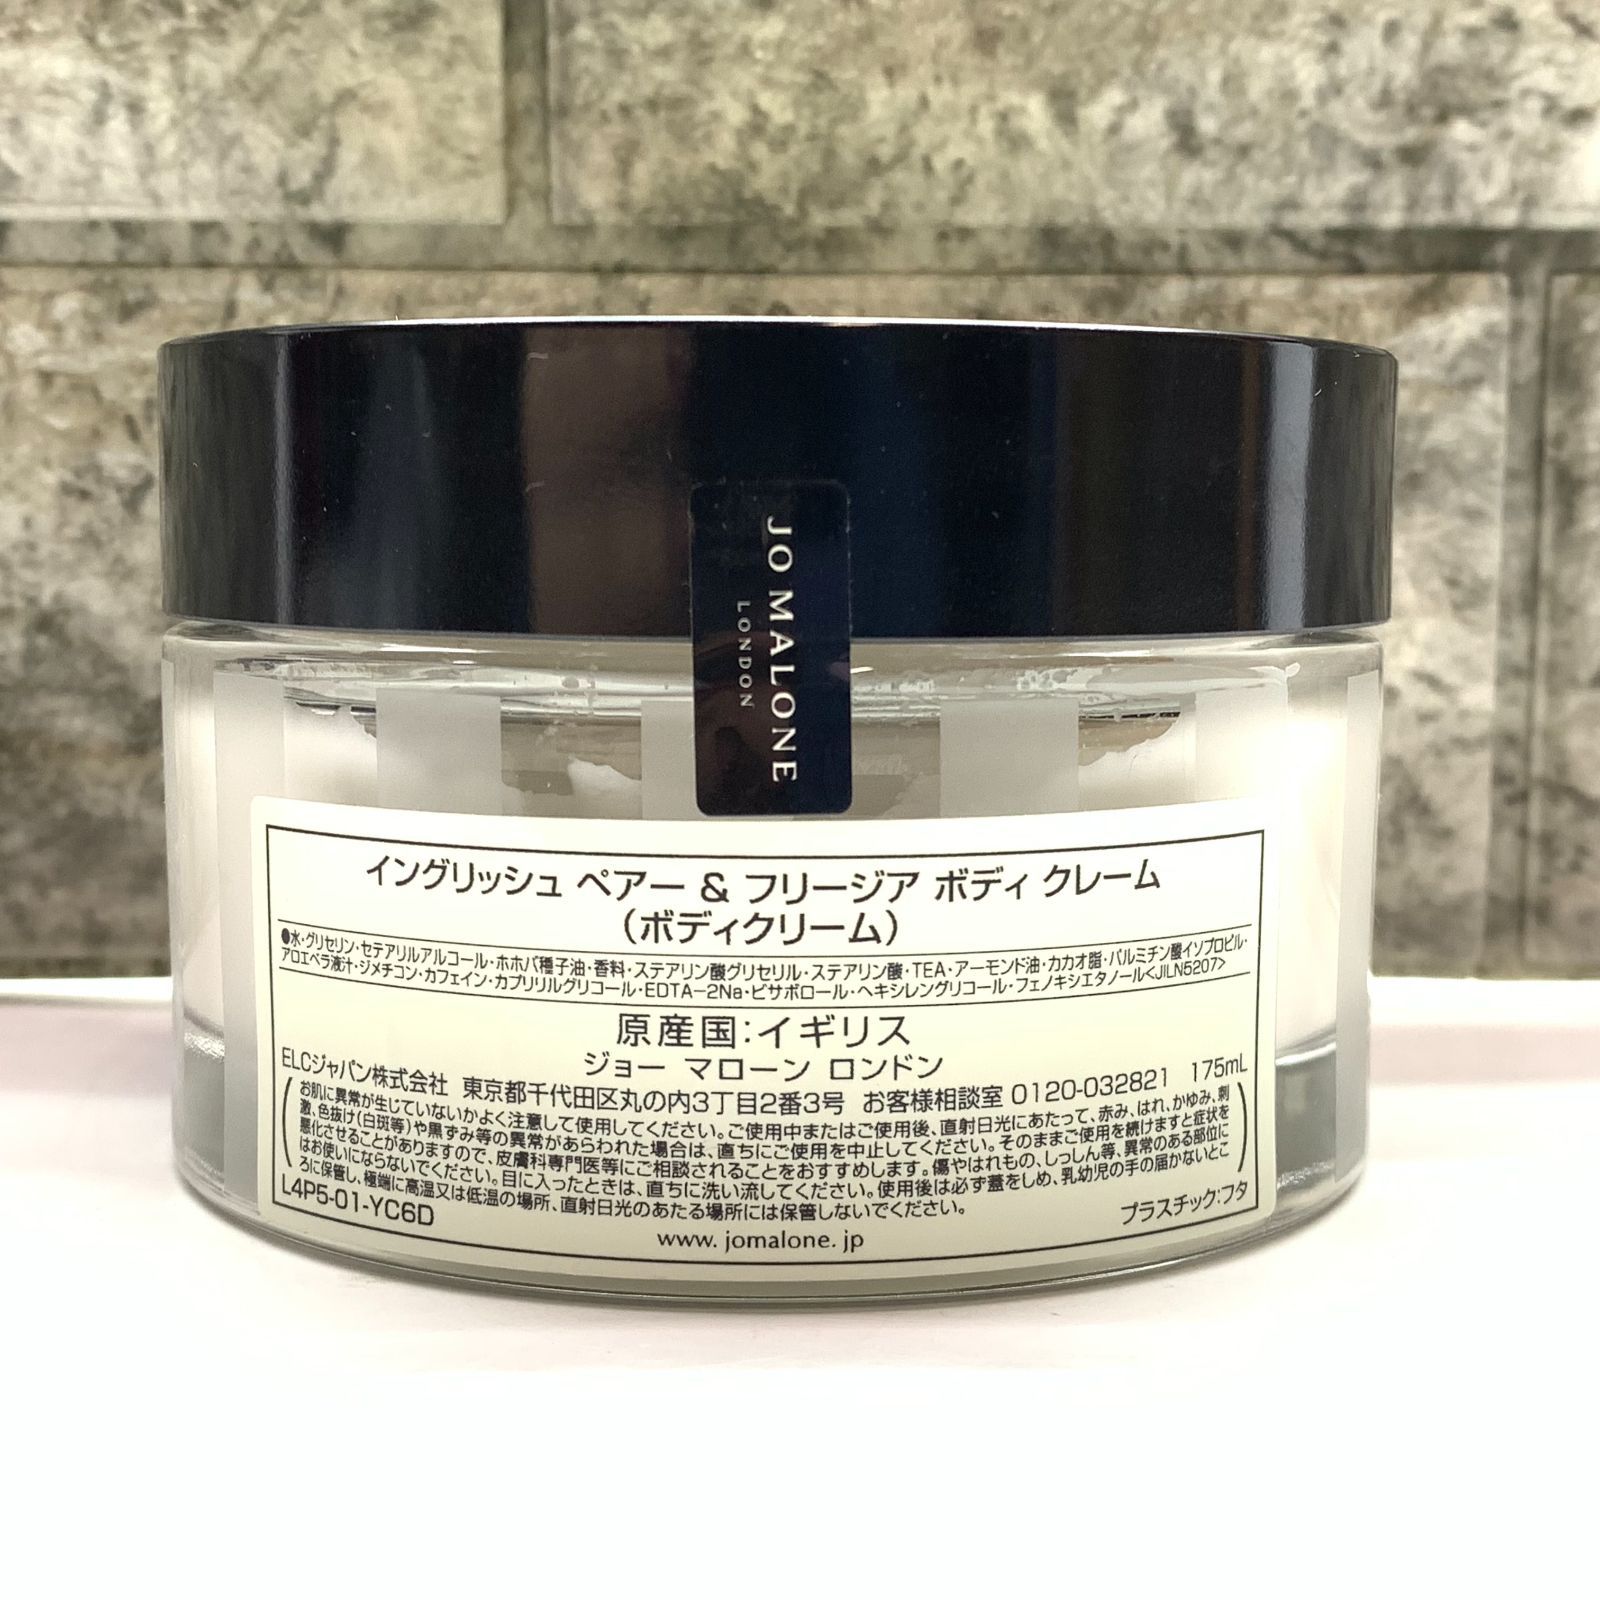 JO MALONE
LONDON
イングリッシュ ペアー & フリージア ボディ クレーム
(ボディクリーム)
●水・グリセリン・セテアリルアルコール・ホホバ種子油・香料・ステアリン酸グリセリル・ステアリン酸・TEA・アーモンド油・カカオ脂・パルミチン酸イソプロピル・
アロエベラ液汁・ジメチコン・カフェイン・カプリリルグリコール・EDTA-2Na・ビサボロール・ヘキシレングリコール・フェノキシエタノール<JILN5207>
原産国:イギリス
ジョー マローン ロンドン
ELCジャパン株式会社 東京都千代田区丸の内3丁目2番3号 お客様相談室 0120-032821 175mL
(お肌に異常が生じていないかよく注意して使用してください。ご使用中またはご使用後、直射日光にあたって、赤み、はれ、かゆみ、刺
激、色抜け(白斑等)や黒ずみ等の異常があらわれた場合は、直ちにご使用を中止してください。そのままご使用を続けますと症状を
悪化させることがありますので、皮膚科専門医等にご相談されることをおすすめします。傷やはれもの、しっしん等、異常のある部位に
はお使いにならないでください。目に入ったときは、直ちに洗い流してください。使用後は必ず蓋をしめ、乳幼児の手の届かないとこ
ろに保管し、極端に高温又は低温の場所、直射日光のあたる場所には保管しないでください。)
L4P5-01-YC6D プラスチック:フタ
www.jomalone.jp